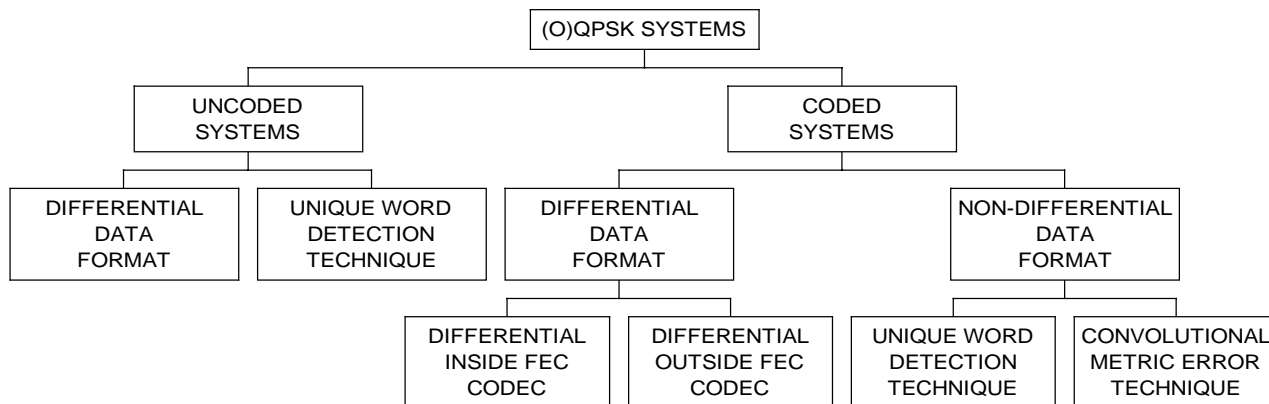 (O)QPSK SYSTEMS
UNCODED
SYSTEMS
CODED
SYSTEMS
DIFFERENTIAL
DATA
FORMAT
UNIQUE WORD
DETECTION
TECHNIQUE
DIFFERENTIAL
DATA
FORMAT
NON-DIFFERENTIAL
DATA
FORMAT
DIFFERENTIAL
INSIDE FEC
CODEC
DIFFERENTIAL
OUTSIDE FEC
CODEC
UNIQUE WORD
DETECTION
TECHNIQUE
CONVOLUTIONAL
METRIC ERROR
TECHNIQUE